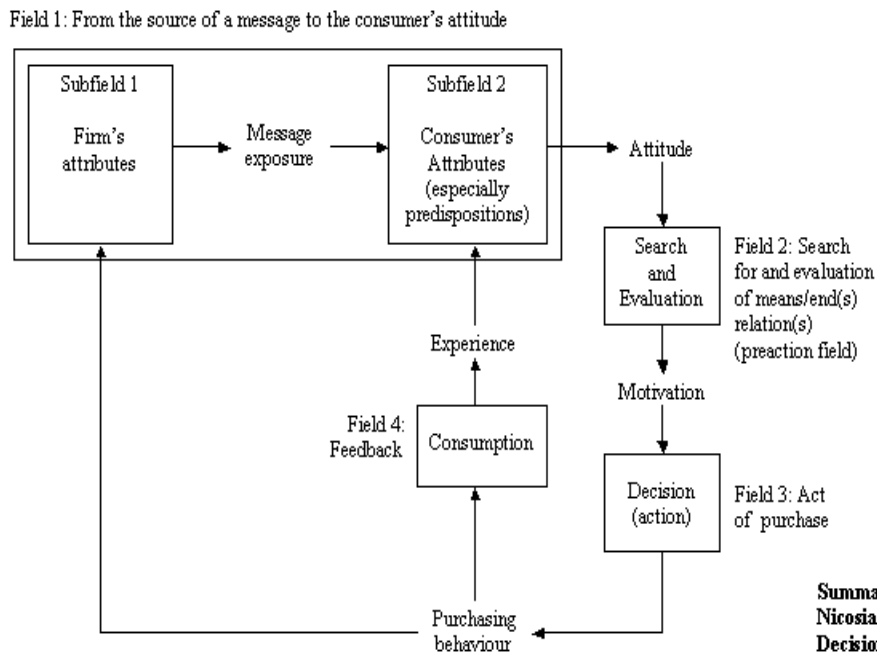 Field 1: From the source of a message to the consumer's attitude
Subfield 1
Firm's
attributes
Message
exposure
Subfield 2
Consumer's
Attributes
(especially
predispositions)
Attitude
Search
and
Evaluation
Field 2: Search
for and evaluation
of means/end(s)
relation(s)
(preaction field)
Motivation
Decision
(action)
Field 3: Act
of purchase
Experience
Field 4:
Feedback
Consumption
Purchasing
behaviour
Summa
Nicosia
Decision